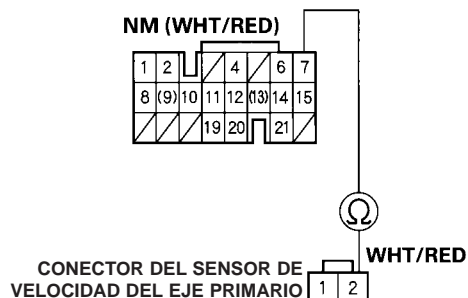 NM (WHT/RED)
1 2 4 6 7
8 (9) 10 11 12 (13) 14 15
19 20 21
Ω
WHT/RED
CONECTOR DEL SENSOR DE
VELOCIDAD DEL EJE PRIMARIO
1 2